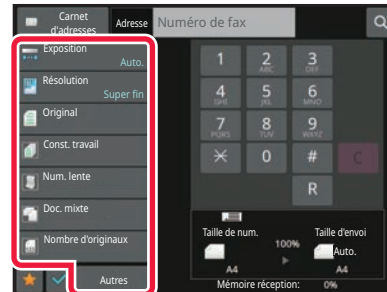 Carnet
d'adresses
Adresse
Numéro de fax
Exposition
Auto.
Résolution
Super fin
Original
Const. travail
Num. lente
Doc. mixte
Nombre d'originaux
Autres
1
2
ABC
3
DEF
4
GHI
5
JKL
6
MNO
7
PQRS
8
TUV
9
WXYZ
0
#
C
R
Taille de num.
100%
Taille d'envoi
Auto.
A4
A4
Mémoire réception:
0%